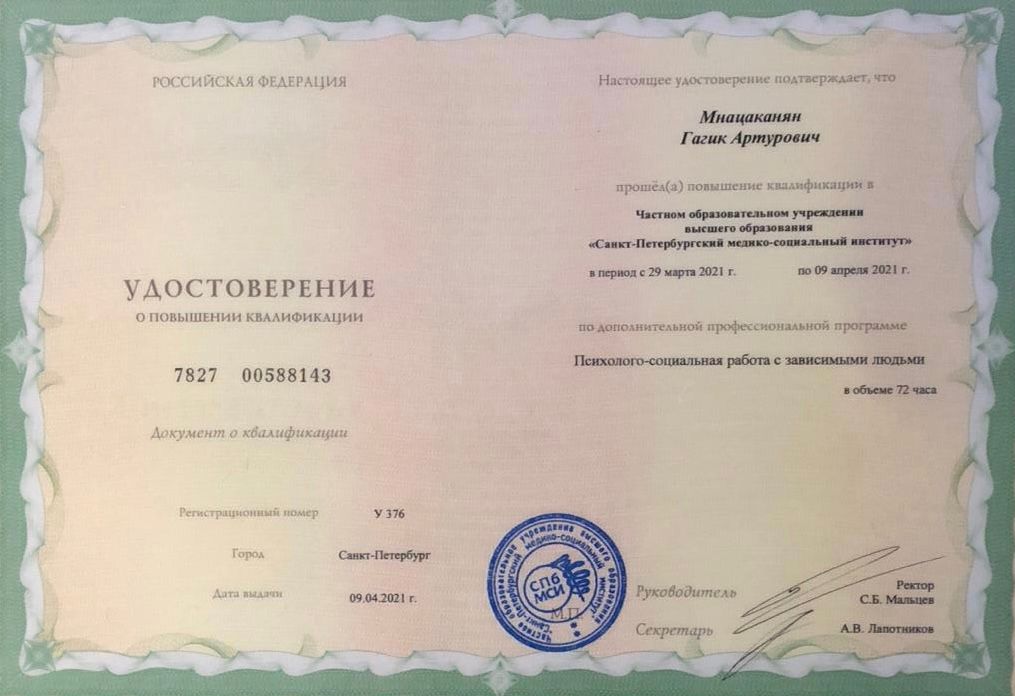 РОССИЙСКАЯ ФЕДЕРАЦИЯ
УДОСТОВЕРЕНИЕ
О ПОВЫШЕНИИ КВАЛИФИКАЦИИ
7827 00588143
Документ о квалификации
Регистрационный номер У 376
Город Санкт-Петербург
Дата выдачи 09.04.2021 г.
Настоящее удостоверение подтверждает, что
Мнацаканян
Гагик Артурович
прошёл(а) повышение квалификации в
Частном образовательном учреждении
высшего образования
«Санкт-Петербургский медико-социальный институт»
в период с 29 марта 2021 г. по 09 апреля 2021 г.
по дополнительной профессиональной программе
Психолого-социальная работа с зависимыми людьми
в объеме 72 часа
Частное образовательное учреждение высшего образования
"Санкт-Петербургский медико-социальный институт"
СПб
МСИ
М.П.
Руководитель
Ректор
С.Б. Мальцев
Секретарь
А.В. Лапотников